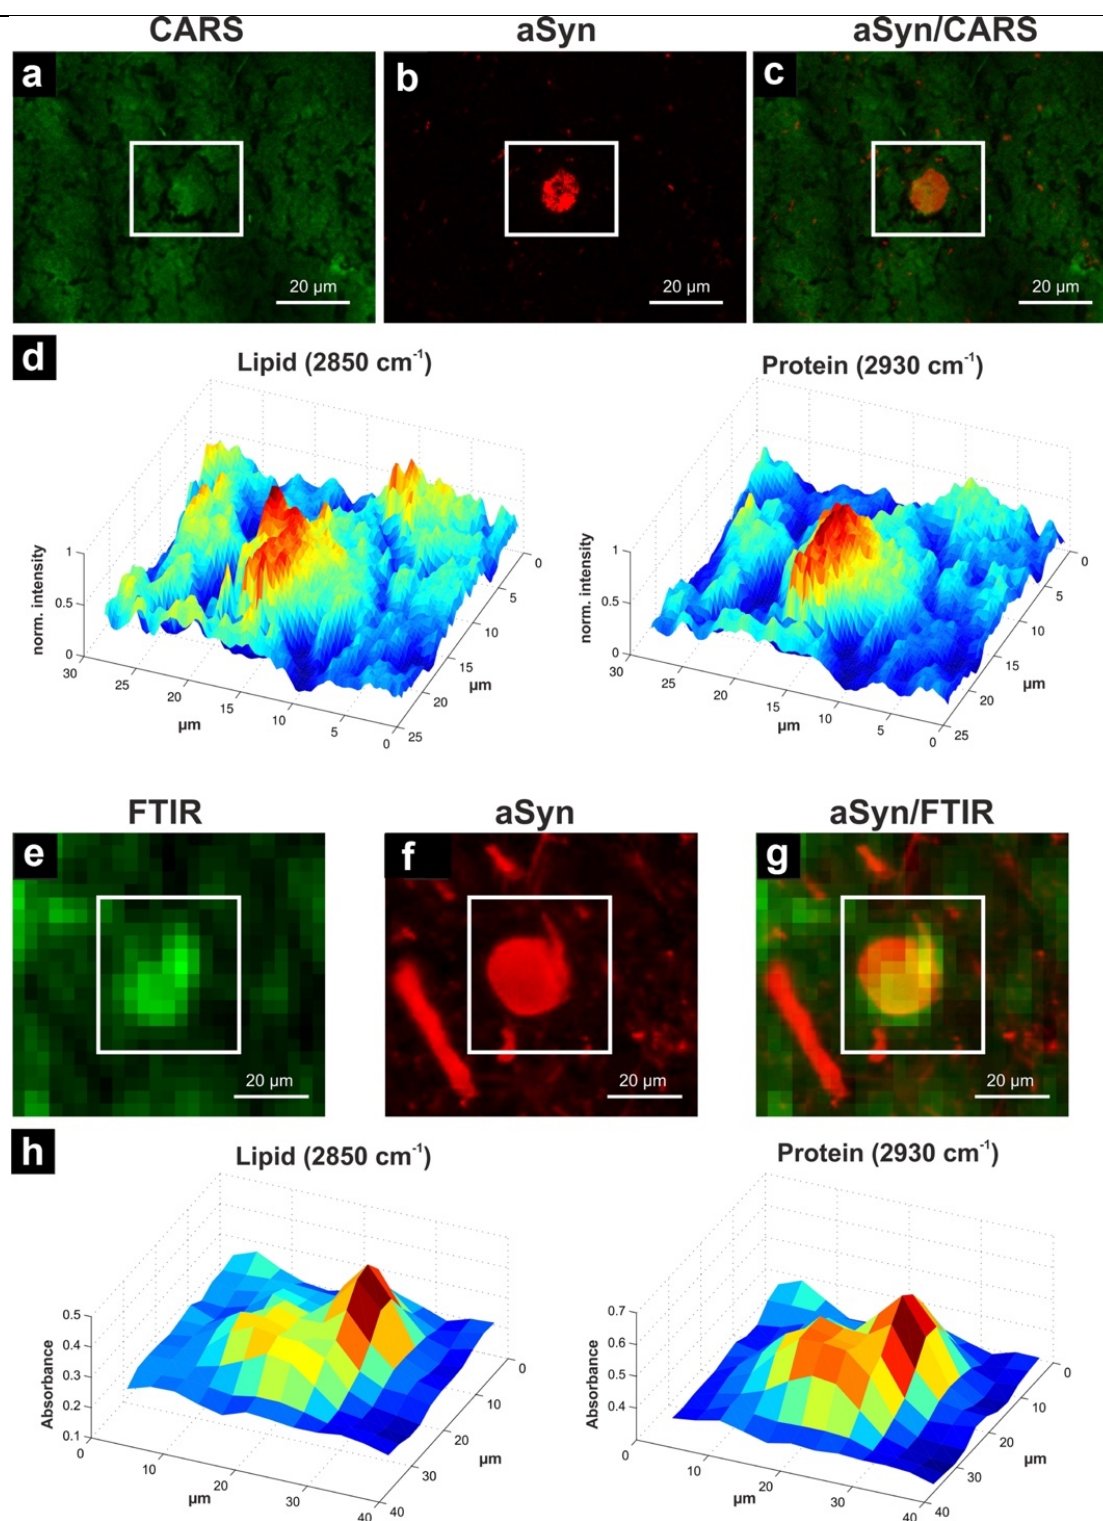 CARS aSyn aSyn/CARS
a b c
20 µm 20 µm 20 µm
d
Lipid (2850 cm-1) Protein (2930 cm-1)
norm. intensity
1
0.5
0
30
25
20
15
10
5
0
µm
0
5
10
15
20
25
µm
norm. intensity
1
0.5
0
30
25
20
15
10
5
0
µm
0
5
10
15
20
25
µm
FTIR aSyn aSyn/FTIR
e f g
20 µm 20 µm 20 µm
h
Lipid (2850 cm-1) Protein (2930 cm-1)
Absorbance
0.5
0.4
0.3
0.2
0.1
0
10
20
30
40
µm
0
10
20
30
40
µm
Absorbance
0.7
0.6
0.5
0.4
0
10
20
30
40
µm
0
10
20
30
40
µm